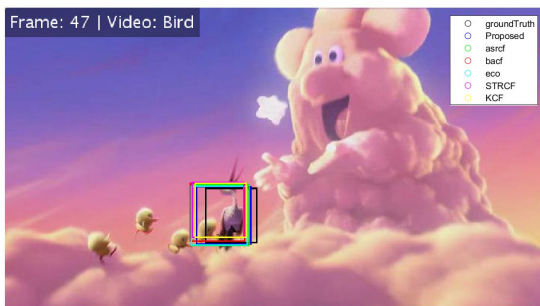 Frame: 47 | Video: Bird
groundTruth
Proposed
asrcf
bacf
eco
STRCF
KCF